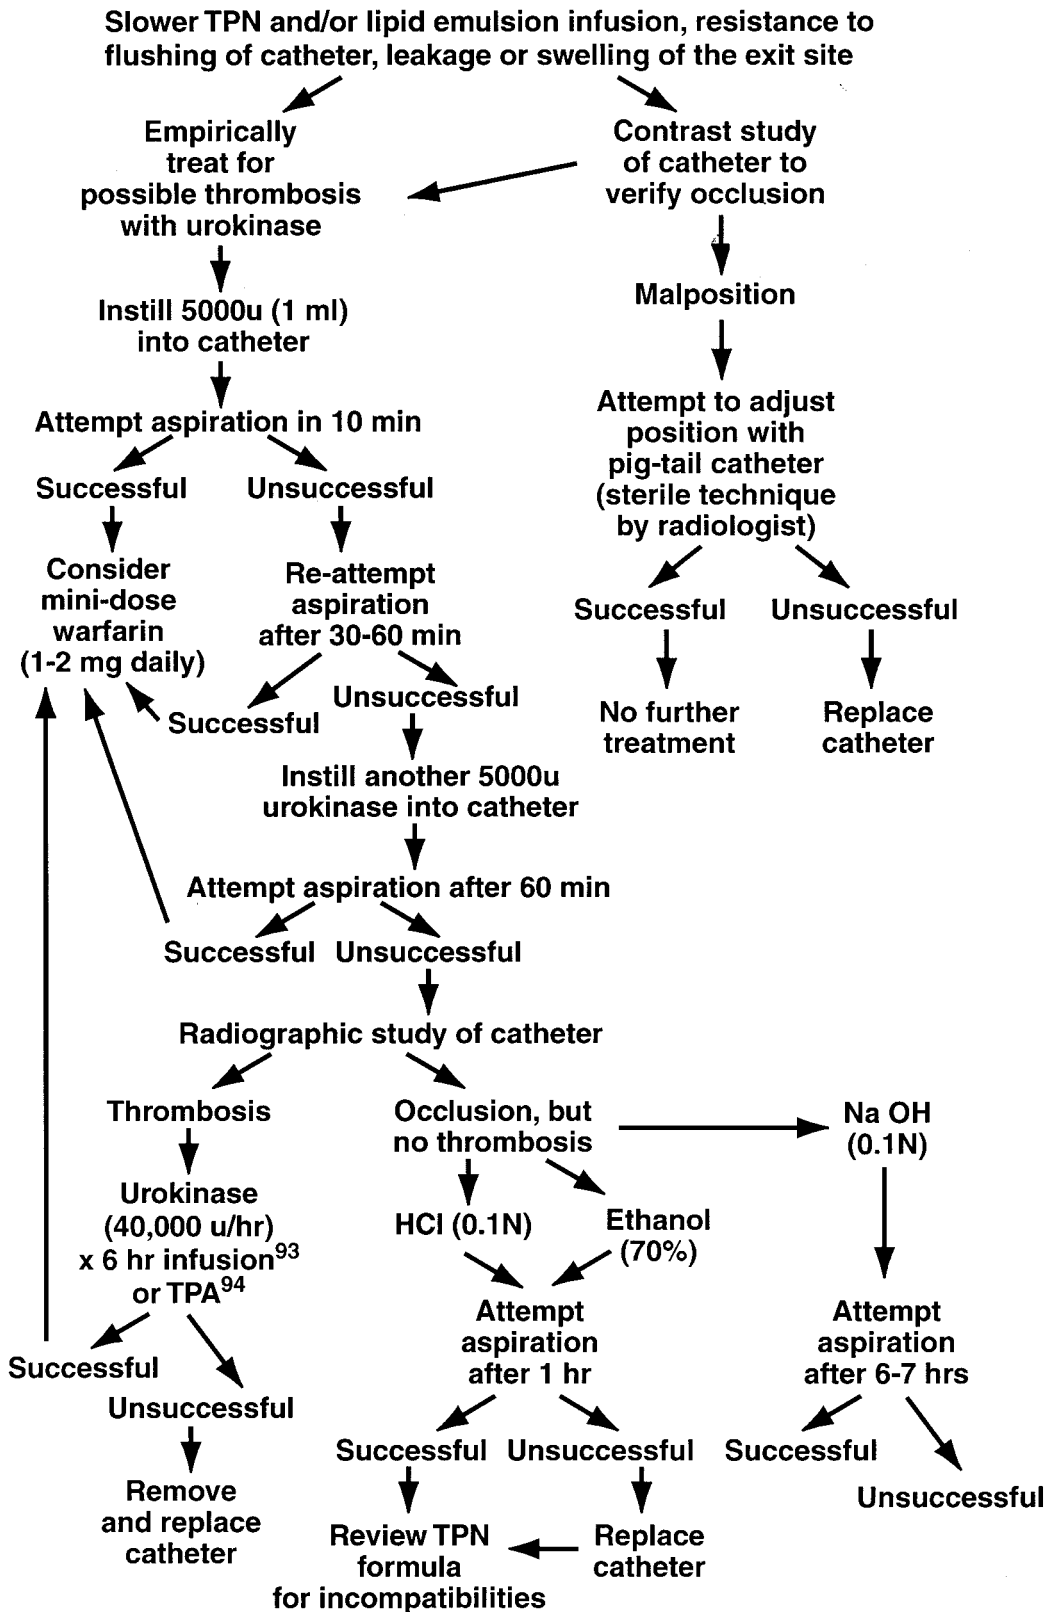 Slower TPN and/or lipid emulsion infusion, resistance to
flushing of catheter, leakage or swelling of the exit site
Empirically
treat for
possible thrombosis
with urokinase
Contrast study
of catheter to
verify occlusion
Instill 5000u (1 ml)
into catheter
Malposition
Attempt aspiration in 10 min
Attempt to adjust
position with
pig-tail catheter
(sterile technique
by radiologist)
Successful
Unsuccessful
Consider
mini-dose
warfarin
(1-2 mg daily)
Re-attempt
aspiration
after 30-60 min
Successful
Unsuccessful
Successful
Unsuccessful
No further
treatment
Replace
catheter
Instill another 5000u
urokinase into catheter
Attempt aspiration after 60 min
Successful
Unsuccessful
Radiographic study of catheter
Thrombosis
Occlusion, but
no thrombosis
Na OH
(0.1N)
Urokinase
(40,000 u/hr)
x 6 hr infusion93
or TPA94
HCl (0.1N)
Ethanol
(70%)
Attempt
aspiration
after 1 hr
Attempt
aspiration
after 6-7 hrs
Successful
Unsuccessful
Successful
Unsuccessful
Successful
Unsuccessful
Remove
and replace
catheter
Review TPN
formula
for incompatibilities
Replace
catheter